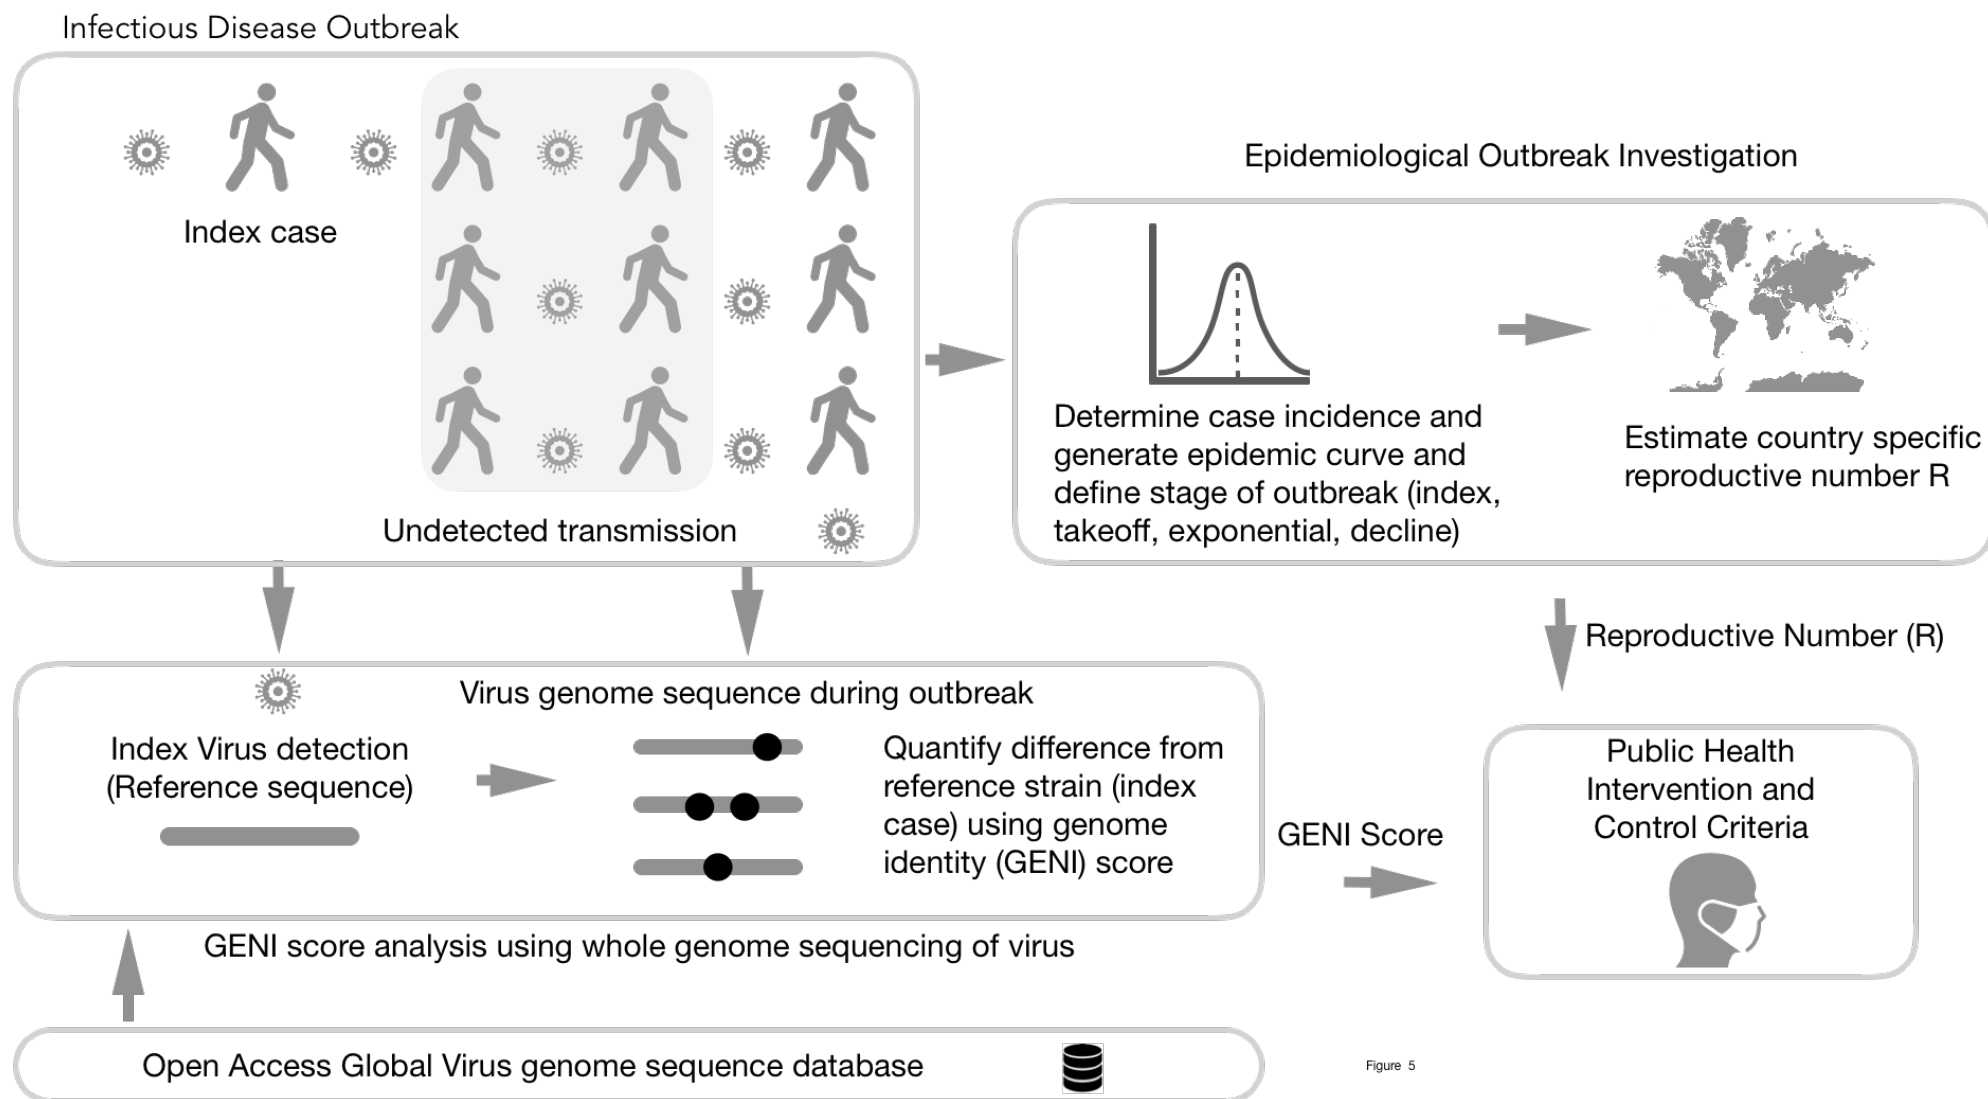 Infectious Disease Outbreak
Index case
Undetected transmission
Epidemiological Outbreak Investigation
Determine case incidence and
generate epidemic curve and
define stage of outbreak (index,
takeoff, exponential, decline)
Estimate country specific
reproductive number R
Reproductive Number (R)
Virus genome sequence during outbreak
Index Virus detection
(Reference sequence)
Quantify difference from
reference strain (index
case) using genome
identity (GENI) score
GENI Score
Public Health
Intervention and
Control Criteria
GENI score analysis using whole genome sequencing of virus
Open Access Global Virus genome sequence database
Figure 5